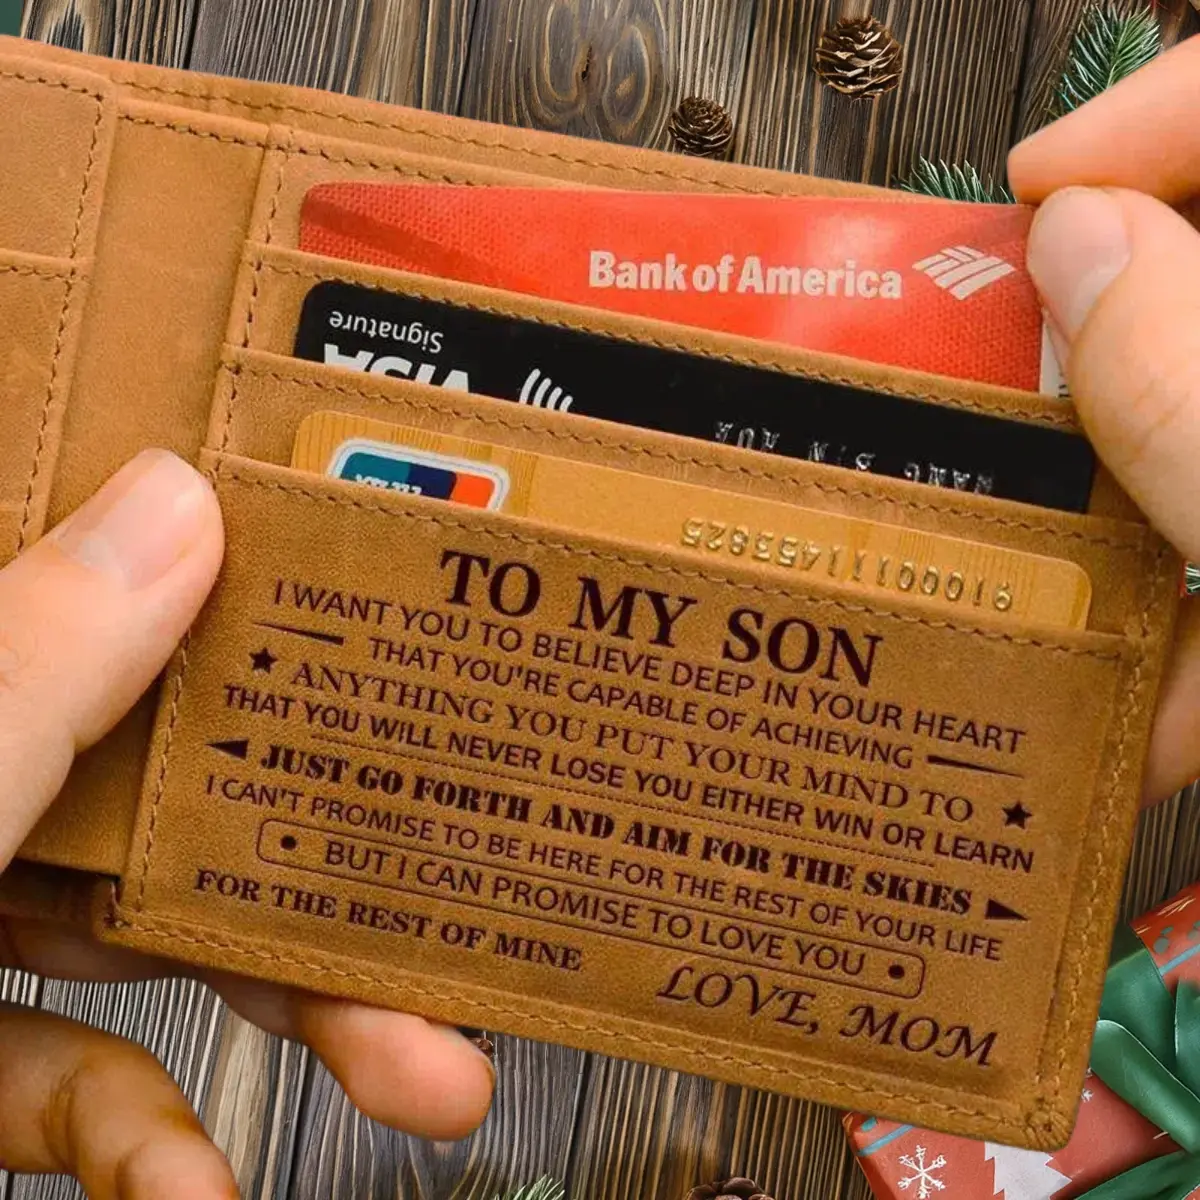 Bank of America
Signature
VISA
9100011145382S
TO MY SON
I WANT YOU TO BELIEVE DEEP IN YOUR HEART
THAT YOU'RE CAPABLE OF ACHIEVING
ANYTHING YOU PUT YOUR MIND TO
THAT YOU WILL NEVER LOSE YOU EITHER WIN OR LEARN
JUST GO FORTH AND AIM FOR THE SKIES
I CAN'T PROMISE TO BE HERE FOR THE REST OF YOUR LIFE
BUT I CAN PROMISE TO LOVE YOU
FOR THE REST OF MINE
LOVE, MOM